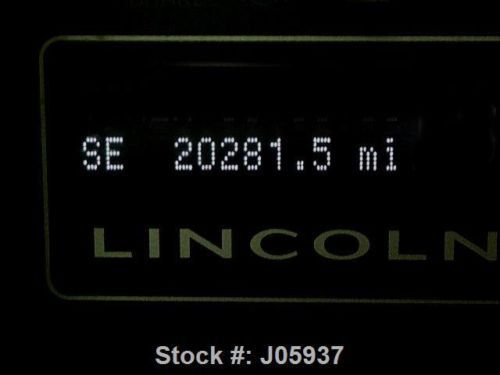 SE 20281.5 mi
LINCOLN
Stock #: J05937